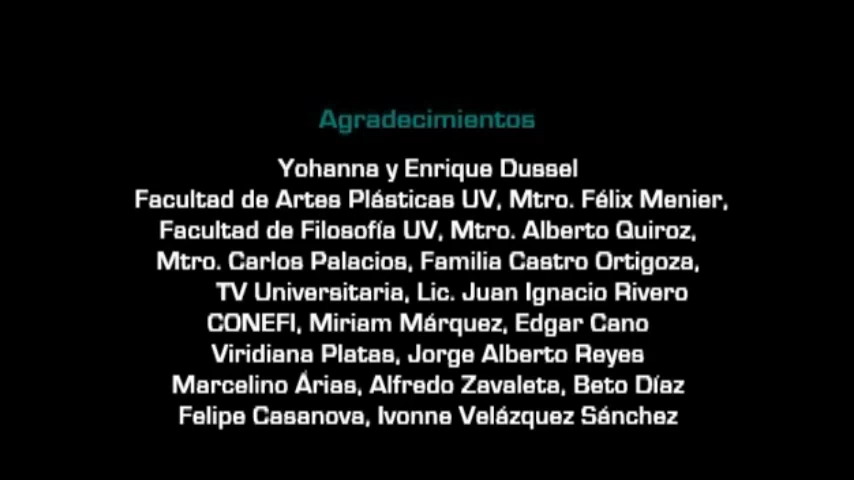 Agradecimientos
Yohanna y Enrique Dussel
Facultad de Artes Plásticas UV, Mtro. Félix Menier,
Facultad de Filosofía UV, Mtro. Alberto Quiroz,
Mtro. Carlos Palacios, Familia Castro Ortigoza,
TV Universitaria, Lic. Juan Ignacio Rivero
CONEFI, Miriam Márquez, Edgar Cano
Viridiana Platas, Jorge Alberto Reyes
Marcelino Árias, Alfredo Zavaleta, Beto Díaz
Felipe Casanova, Ivonne Velázquez Sánchez